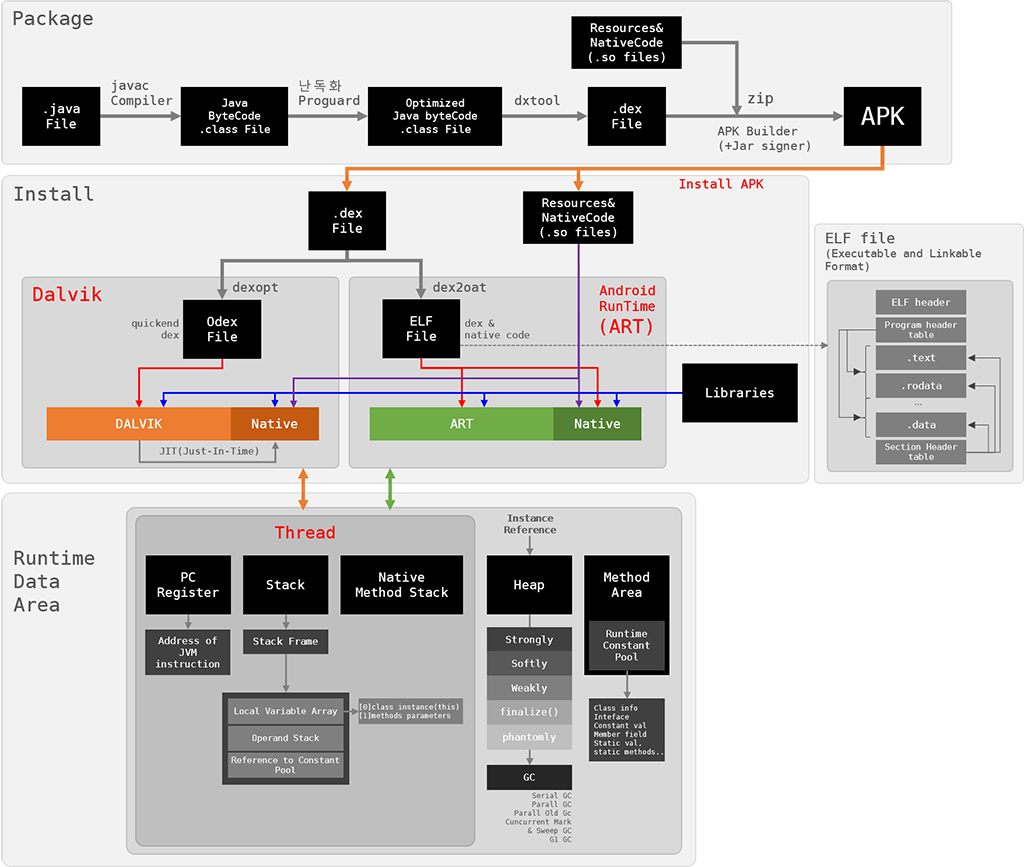 Package
.java
File
javac
Compiler
Java
ByteCode
.class File
난독화
Proguard
Optimized
Java byteCode
.class File
dxtool
.dex
File
Resources&
NativeCode
(.so files)
zip
APK Builder
(+Jar signer)
APK
Install APK
Install
.dex
File
Resources&
NativeCode
(.so files)
Dalvik
dexopt
quickend
dex
Odex
File
dex2oat
ELF
File
dex &
native code
Android
RunTime
(ART)
Libraries
DALVIK
Native
JIT(Just-In-Time)
ART
Native
ELF file
(Executable and Linkable
Format)
ELF header
Program header
table
.text
.rodata
...
.data
Section Header
table
Runtime
Data
Area
Thread
PC
Register
Address of
JVM
instruction
Stack
Stack Frame
Local Variable Array
[0]class instance(this)
[1]methods parameters
Operand Stack
Reference to Constant
Pool
Native
Method Stack
Instance
Reference
Heap
Strongly
Softly
Weakly
finalize()
phantomly
GC
Serial GC
Parall GC
Parall Old Gc
Cuncurrent Mark
& Sweep GC
G1 GC
Method
Area
Runtime
Constant
Pool
Class info
Inteface
Constant val
Member field
Static val,
static methods..